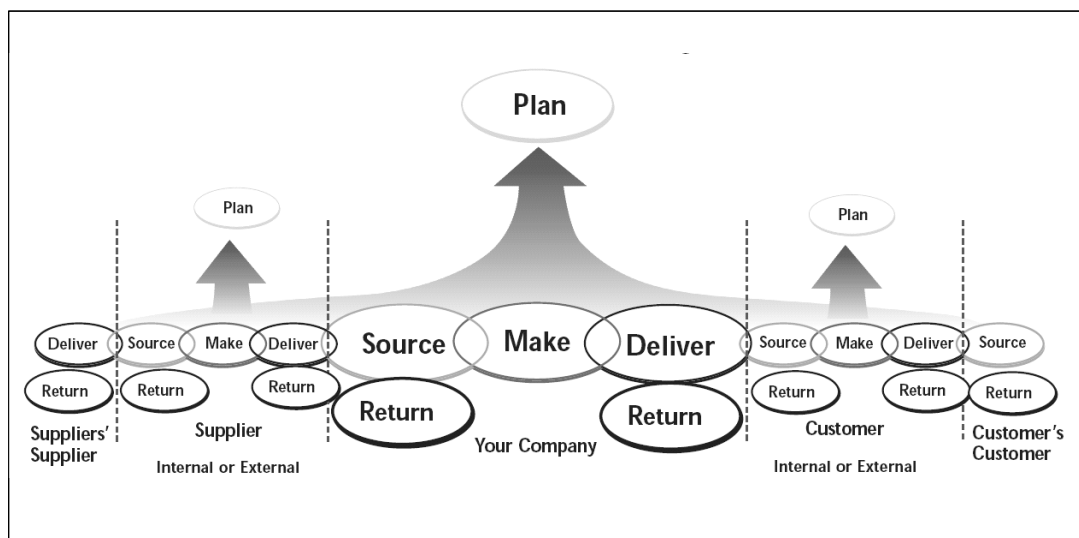 Plan
Plan
Plan
Deliver
Source
Make
Deliver
Source
Make
Deliver
Source
Make
Deliver
Source
Return
Return
Return
Return
Return
Return
Return
Return
Suppliers'
Supplier
Supplier
Internal or External
Your Company
Customer
Internal or External
Customer's
Customer